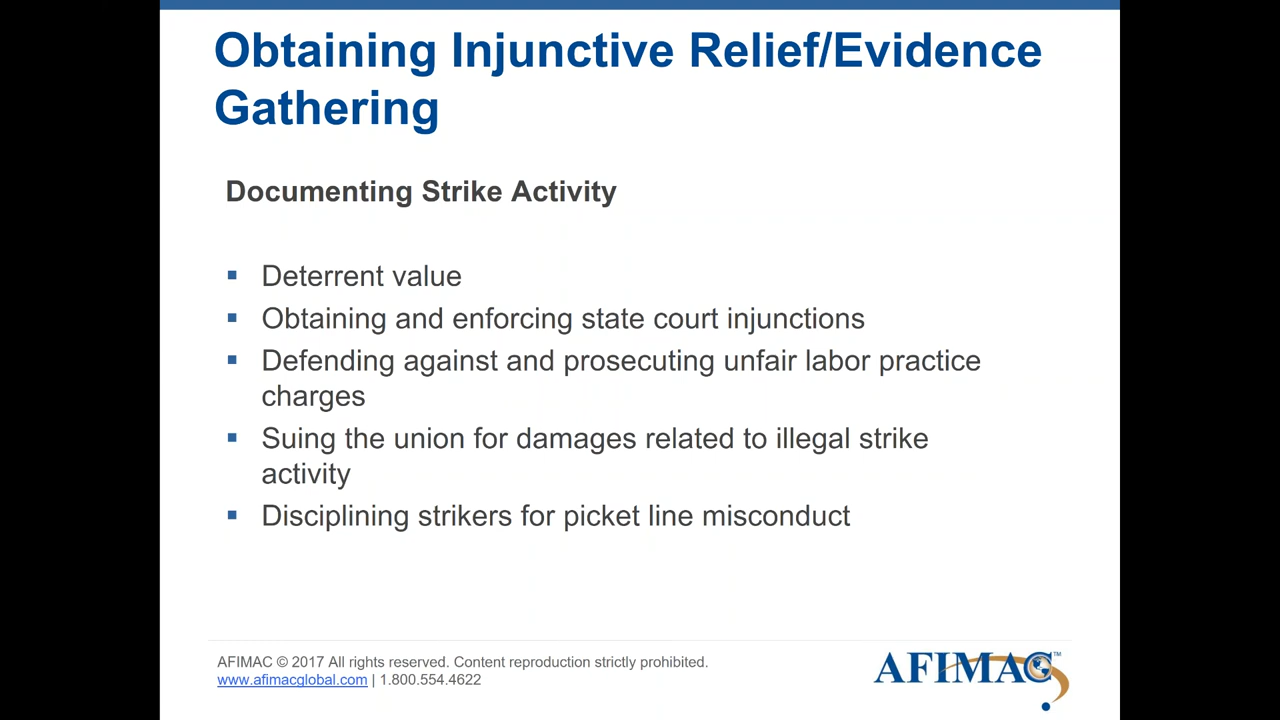 Obtaining Injunctive Relief/Evidence
Gathering
Documenting Strike Activity
▪ Deterrent value
▪ Obtaining and enforcing state court injunctions
▪ Defending against and prosecuting unfair labor practice
charges
▪ Suing the union for damages related to illegal strike
activity
▪ Disciplining strikers for picket line misconduct
AFIMAC © 2017 All rights reserved. Content reproduction strictly prohibited.
www.afimacglobal.com | 1.800.554.4622
AFIMAC™